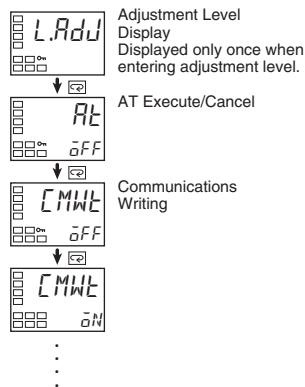 L.AdJ
Adjustment Level
Display
Displayed only once when
entering adjustment level.
At
oFF
AT Execute/Cancel
CMWt
oFF
Communications
Writing
CMWt
oN